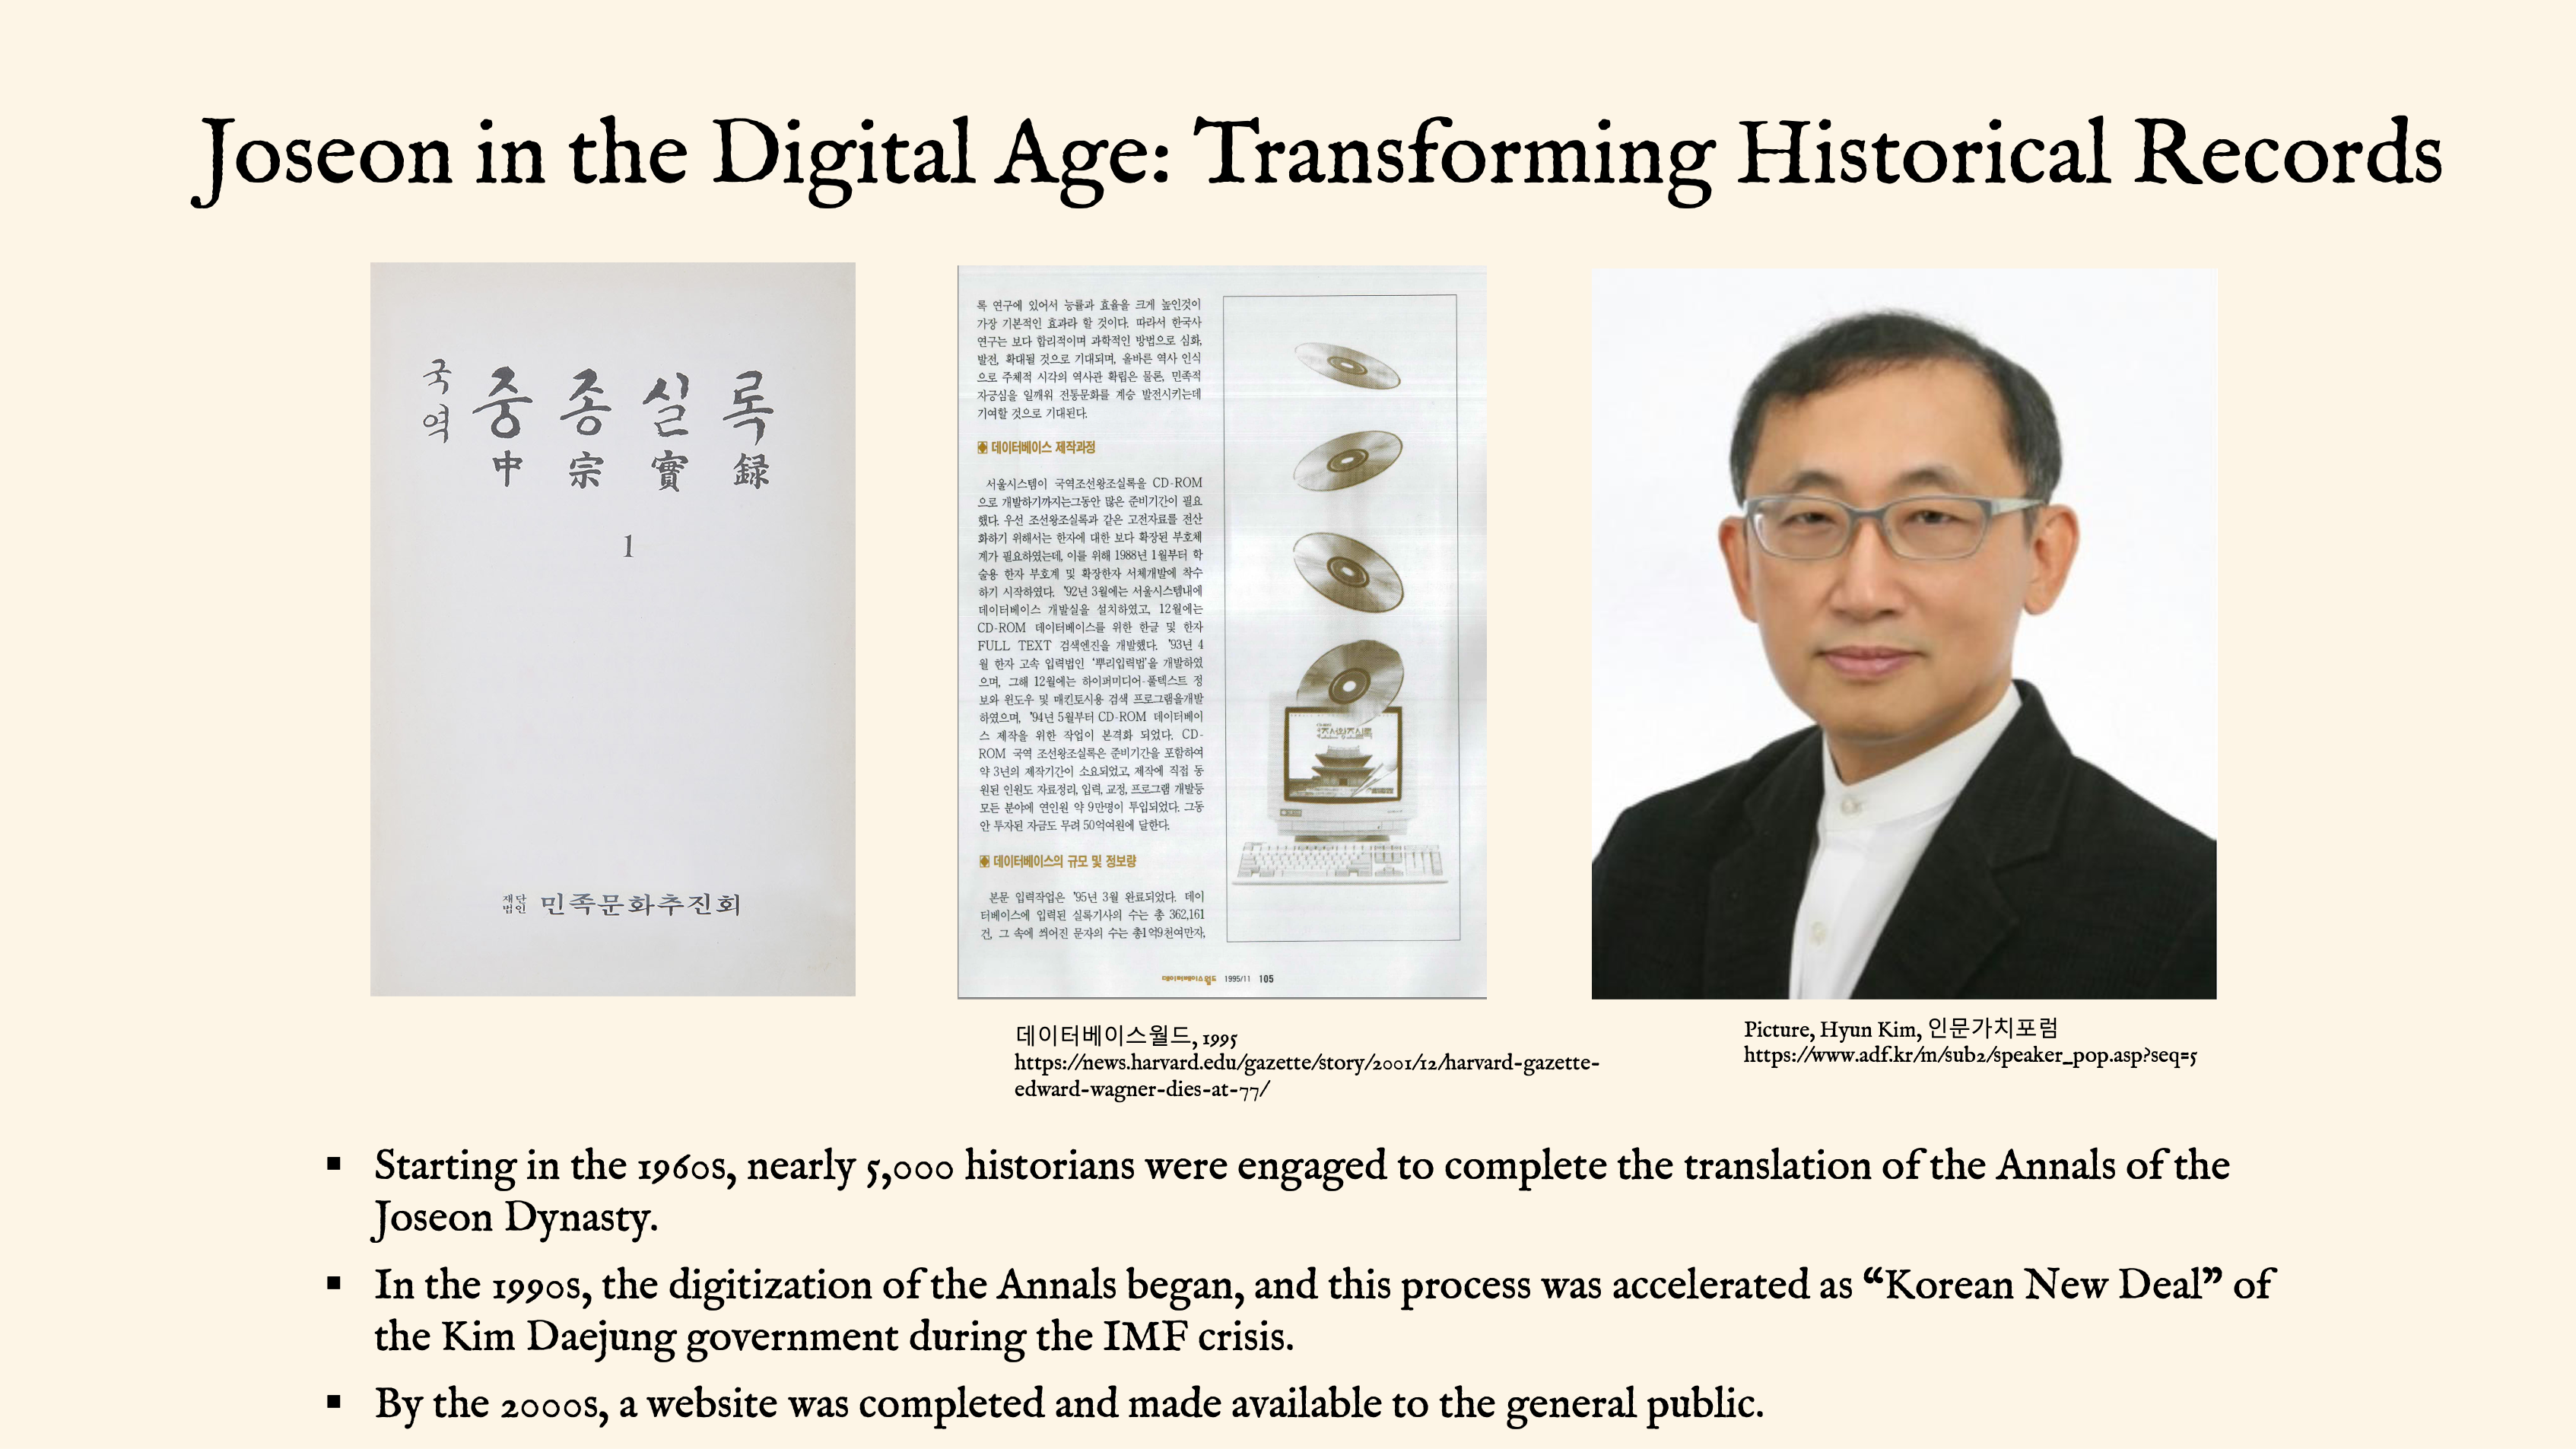 Joseon in the Digital Age: Transforming Historical Records
국역
중종실록
中宗實録
1
재단법인 민족문화추진회
록 연구에 있어서 능률과 효율을 크게 높인것이
가장 기본적인 효과라 할 것이다. 따라서 한국사
연구는 보다 합리적이며 과학적인 방법으로 심화,
발전, 확대될 것으로 기대되며, 올바른 역사 인식
으로 주체적 시각의 역사관 확립은 물론, 민족적
자긍심을 일깨워 전통문화를 계승 발전시키는데
기여할 것으로 기대된다.
데이터베이스 제작과정
서울시스템이 국역조선왕조실록을 CD-ROM
으로 개발하기까지는그동안 많은 준비기간이 필요
했다. 우선 조선왕조실록과 같은 고전자료를 전산
화하기 위해서는 한자에 대한 보다 확장된 부호체
계가 필요하였는데, 이를 위해 1988년 1월부터 학
술용 한자 부호계 및 확장한자 서체개발에 착수
하기 시작하였다. '92년 3월에는 서울시스템내에
데이터베이스 개발실을 설치하였고, 12월에는
CD-ROM 데이터베이스를 위한 한글 및 한자
FULL TEXT 검색엔진을 개발했다. '93년 4
월 한자 고속 입력법인 '뿌리입력법'을 개발하였
으며, 그해 12월에는 하이퍼미디어-풀텍스트 정
보와 윈도우 및 매킨토시용 검색 프로그램을개발
하였으며, '94년 5월부터 CD-ROM 데이터베이
스 제작을 위한 작업이 본격화 되었다. CD-
ROM 국역 조선왕조실록은 준비기간을 포함하여
약 3년의 제작기간이 소요되었고, 제작에 직접 동
원된 인원도 자료정리, 입력, 교정, 프로그램 개발등
모든 분야에 연인원 약 9만명이 투입되었다. 그동
안 투자된 자금도 무려 50억여원에 달한다.
데이터베이스의 규모 및 정보량
본문 입력작업은 '95년 3월 완료되었다. 데이
터베이스에 입력된 실록기사의 수는 총 362,161
건, 그 속에 씌어진 문자의 수는 총1억9천여만자,
조선왕조실록
데이터베이스월드 1995/11 105
데이터베이스월드, 1995
https://news.harvard.edu/gazette/story/2001/12/harvard-gazette-
edward-wagner-dies-at-77/
Picture, Hyun Kim, 인문가치포럼
https://www.adf.kr/m/sub2/speaker_pop.asp?seq=5
▪ Starting in the 1960s, nearly 5,000 historians were engaged to complete the translation of the Annals of the
Joseon Dynasty.
▪ In the 1990s, the digitization of the Annals began, and this process was accelerated as “Korean New Deal” of
the Kim Daejung government during the IMF crisis.
▪ By the 2000s, a website was completed and made available to the general public.